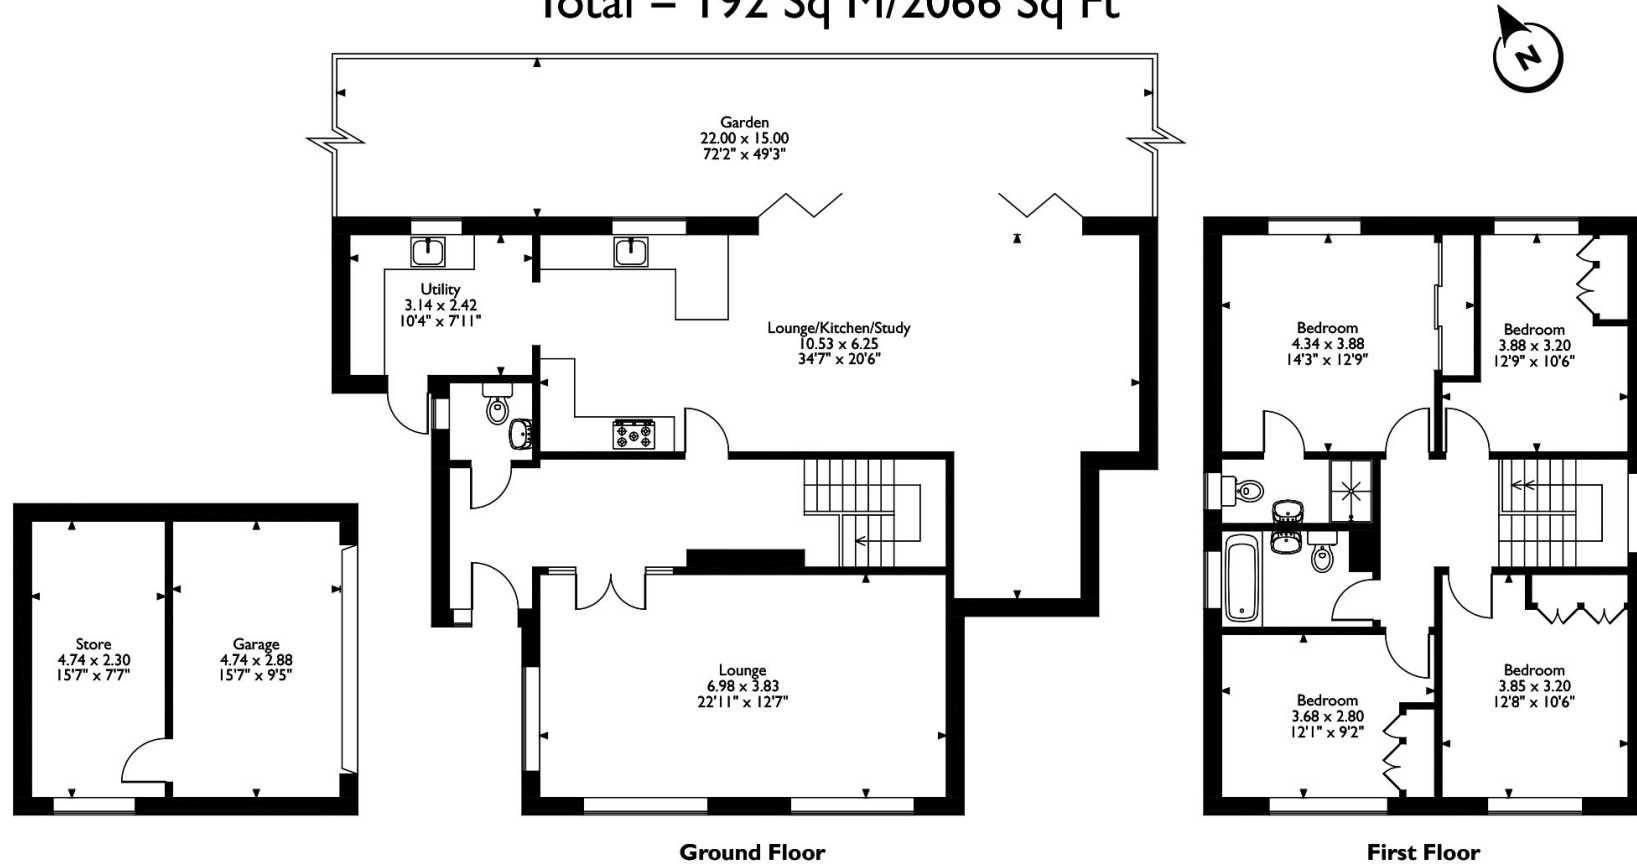 Total = 192 Sq M/2066 Sq Ft
N
Garden
22.00 x 15.00
72'2" x 49'3"
Utility
3.14 x 2.42
10'4" x 7'11"
Lounge/Kitchen/Study
10.53 x 6.25
34'7" x 20'6"
Bedroom
4.34 x 3.88
14'3" x 12'9"
Bedroom
3.88 x 3.20
12'9" x 10'6"
Store
4.74 x 2.30
15'7" x 7'7"
Garage
4.74 x 2.88
15'7" x 9'5"
Lounge
6.98 x 3.83
22'11" x 12'7"
Bedroom
3.68 x 2.80
12'1" x 9'2"
Bedroom
3.85 x 3.20
12'8" x 10'6"
Ground Floor
First Floor